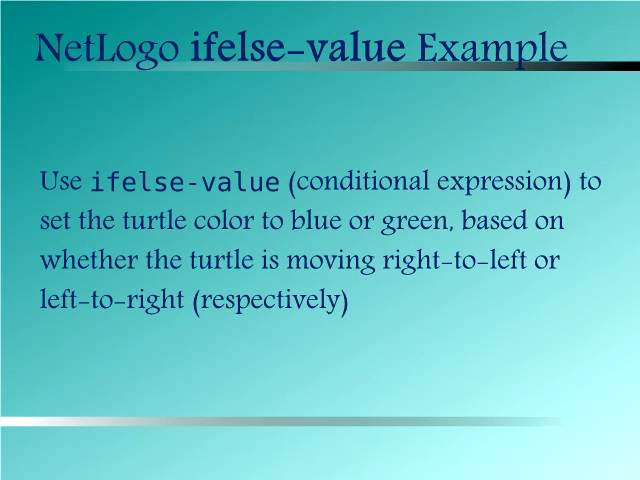 NetLogo ifelse-value Example
Use ifelse-value (conditional expression) to
set the turtle color to blue or green, based on
whether the turtle is moving right-to-left or
left-to-right (respectively)